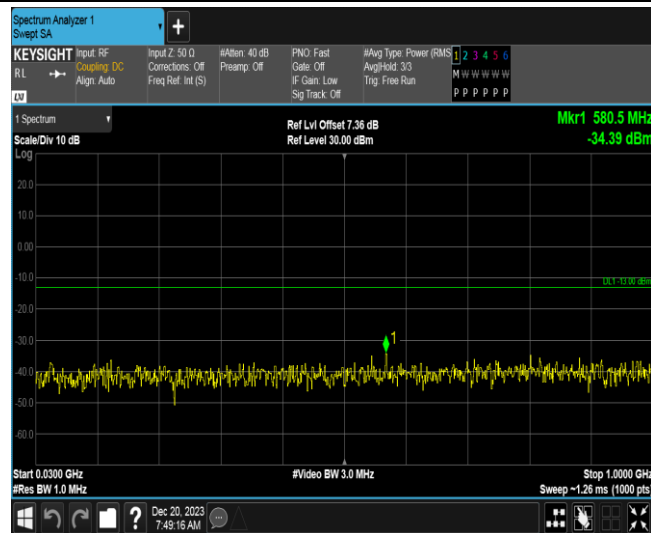 Spectrum Analyzer 1
Swept SA
+
KEYSIGHT
RL
LXI
Input: RF
Coupling: DC
Align: Auto
Input Z: 50 Ω
Corrections: Off
Freq Ref: Int (S)
#Atten: 40 dB
Preamp: Off
PNO: Fast
Gate: Off
IF Gain: Low
Sig Track: Off
#Avg Type: Power (RMS
Avg|Hold: 3/3
Trig: Free Run
1 2 3 4 5 6
M W W W W W
P P P P P P
1 Spectrum
Scale/Div 10 dB
Ref Lvl Offset 7.36 dB
Ref Level 30.00 dBm
Mkr1 580.5 MHz
-34.39 dBm
Log
20.0
10.0
0.00
-10.0
DL1 -13.00 dBm
-20.0
-30.0
1
-40.0
-50.0
-60.0
Start 0.0300 GHz
#Res BW 1.0 MHz
#Video BW 3.0 MHz
Stop 1.0000 GHz
Sweep ~1.26 ms (1000 pts)
?
Dec 20, 2023
7:49:16 AM